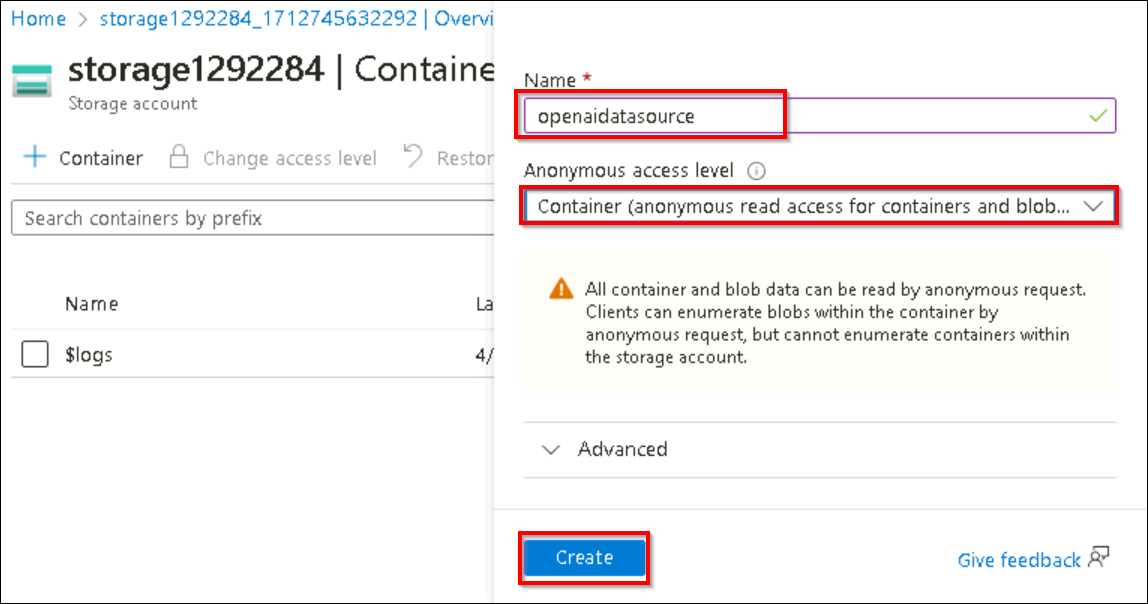 Home > storage1292284_1712745632292 | Overvi
storage1292284 | Containe
Storage account
+ Container Change access level Restor
Search containers by prefix
Name La
$logs 4/
Name *
openaidatasource
Anonymous access level
Container (anonymous read access for containers and blob...
All container and blob data can be read by anonymous request.
Clients can enumerate blobs within the container by
anonymous request, but cannot enumerate containers within
the storage account.
Advanced
Create
Give feedback